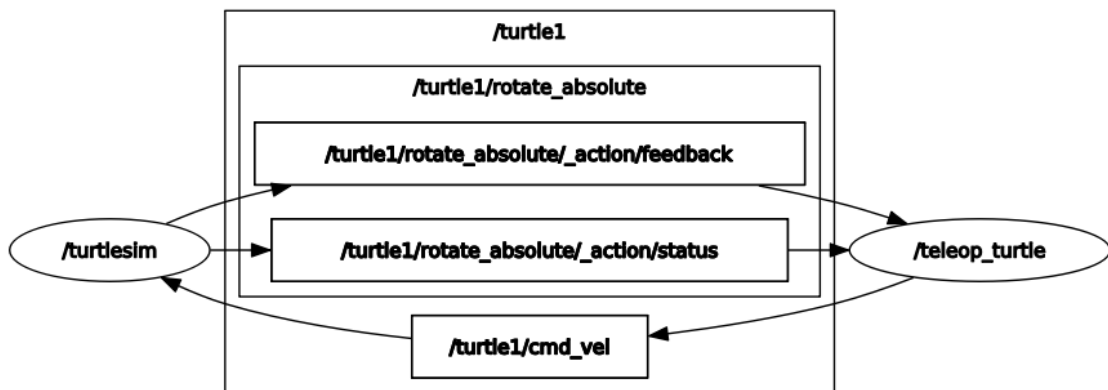 /turtle1
/turtle1/rotate_absolute
/turtle1/rotate_absolute/_action/feedback
/turtlesim
/turtle1/rotate_absolute/_action/status
/teleop_turtle
/turtle1/cmd_vel